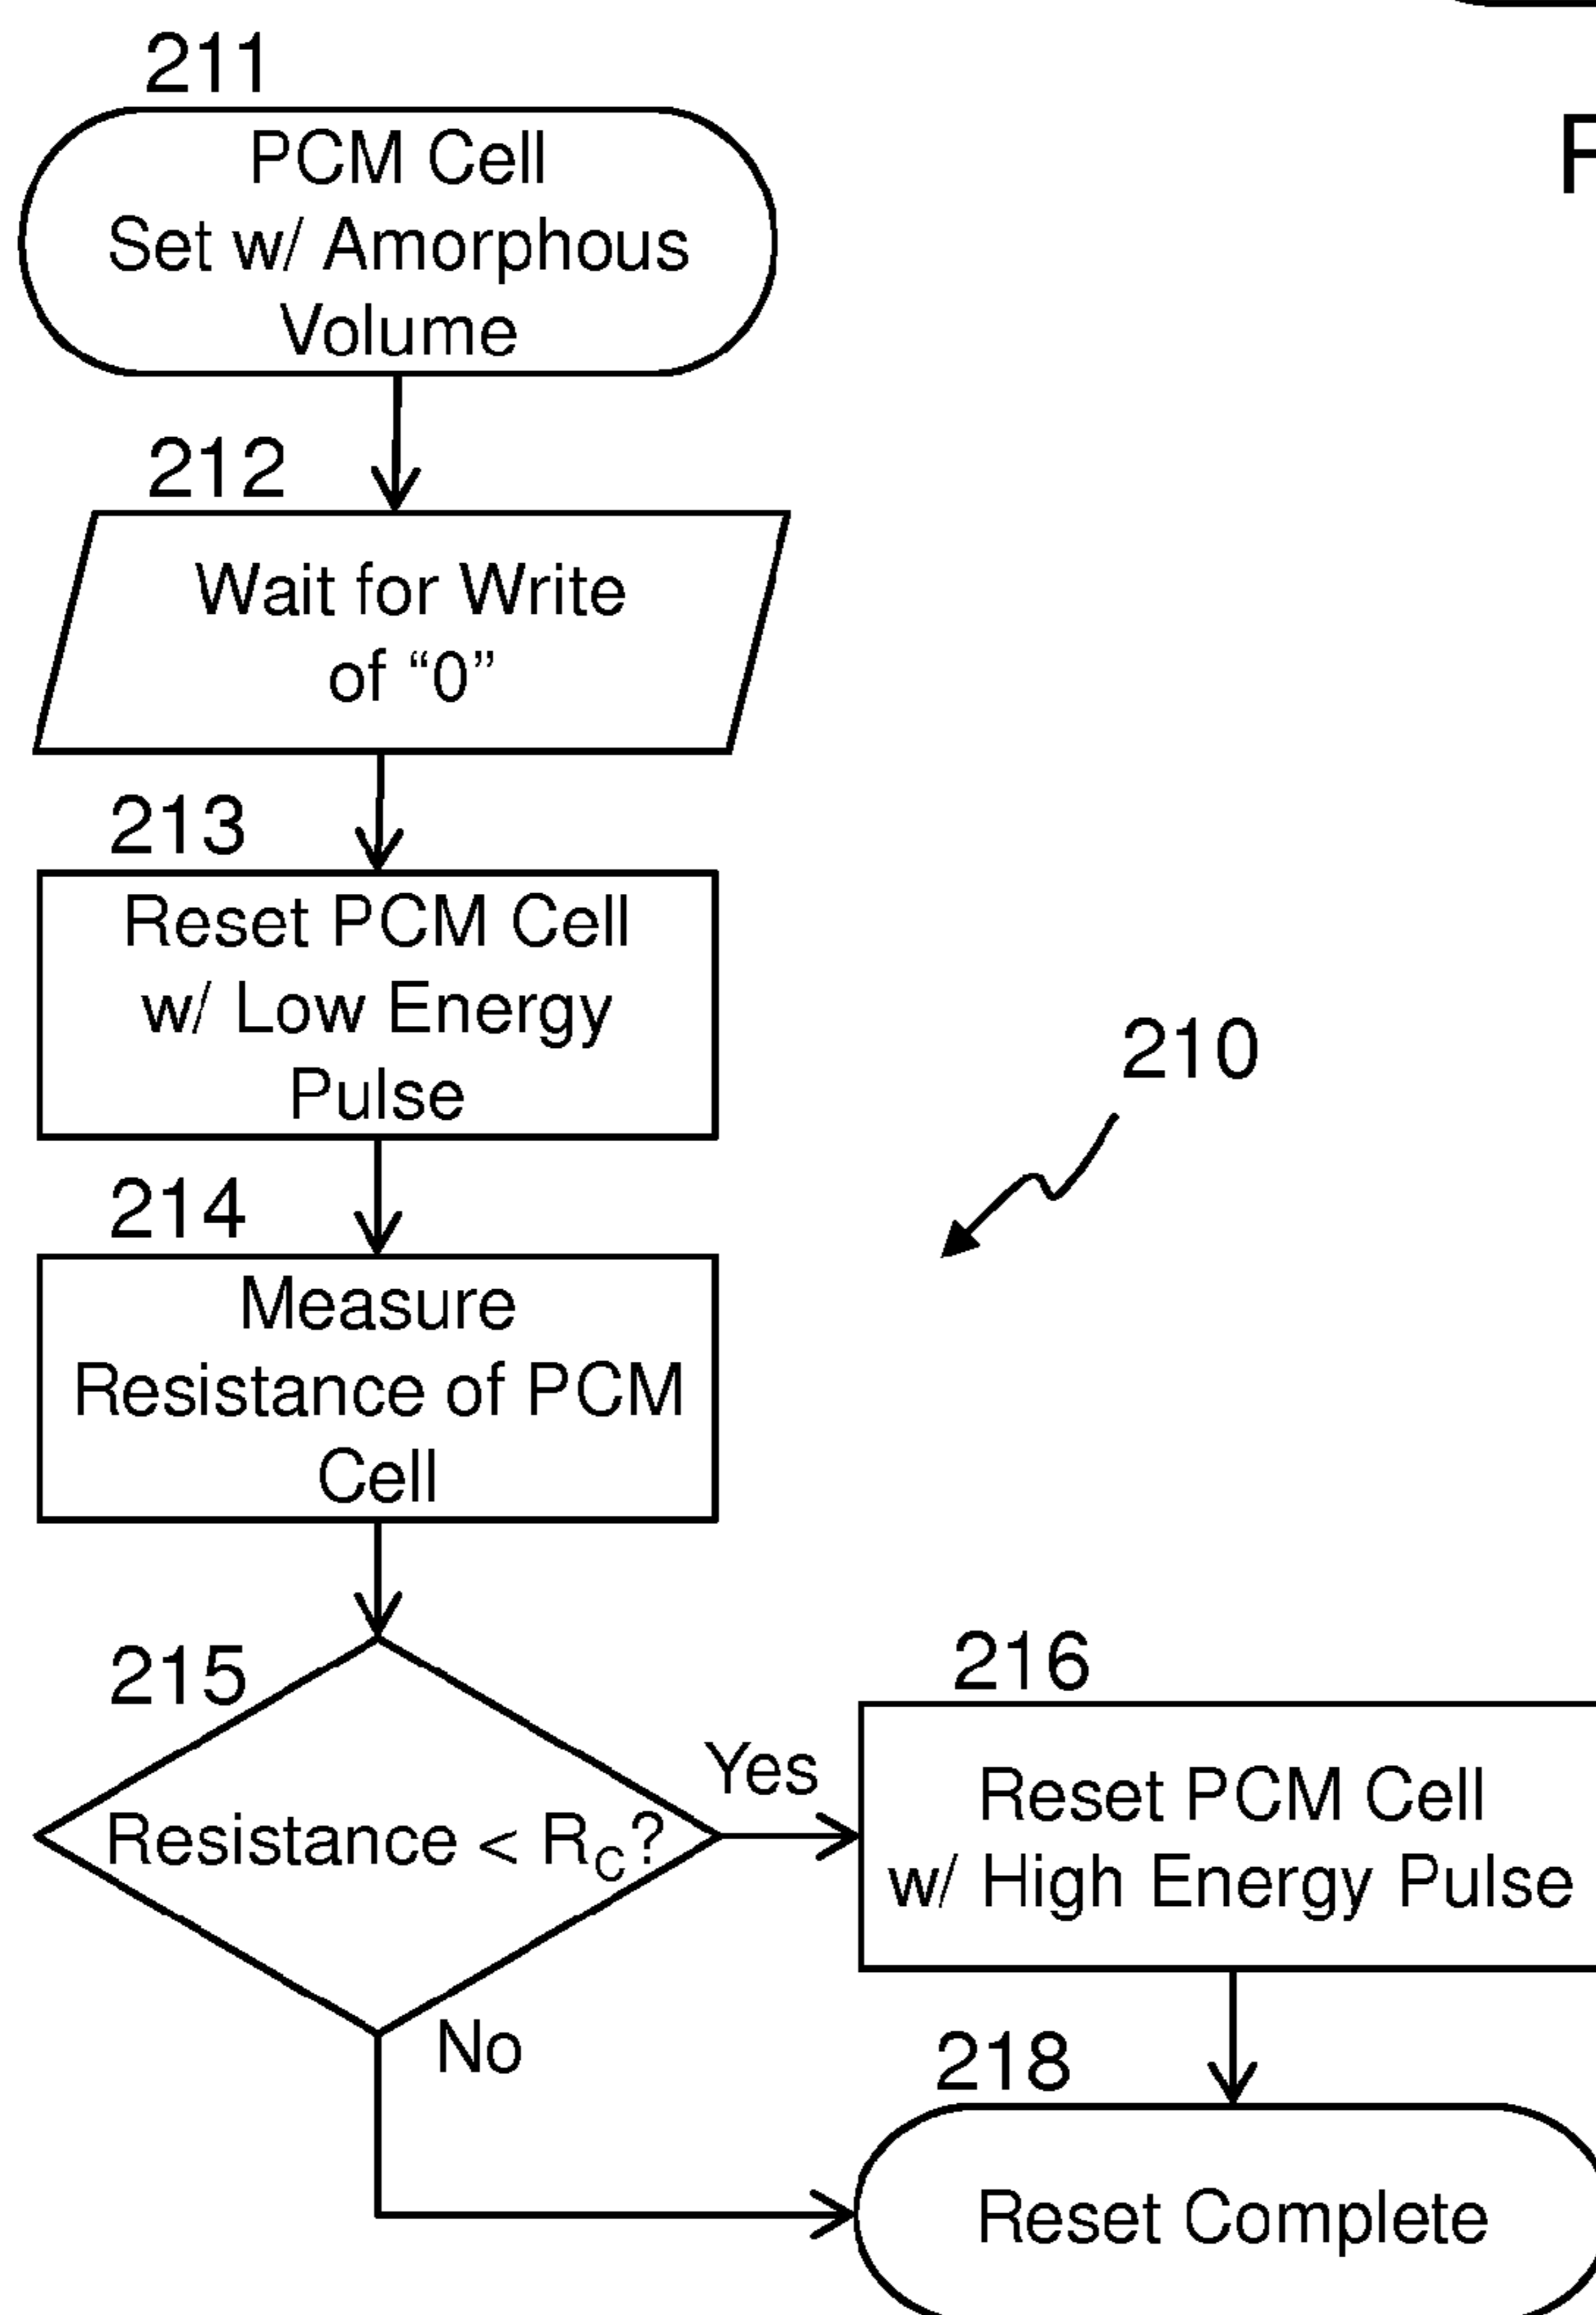 211
PCM Cell
Set w/ Amorphous
Volume
212
Wait for Write
of “0”
213
Reset PCM Cell
w/ Low Energy
Pulse
210
214
Measure
Resistance of PCM
Cell
215
Resistance < RC?
Yes
No
216
Reset PCM Cell
w/ High Energy Pulse
218
Reset Complete